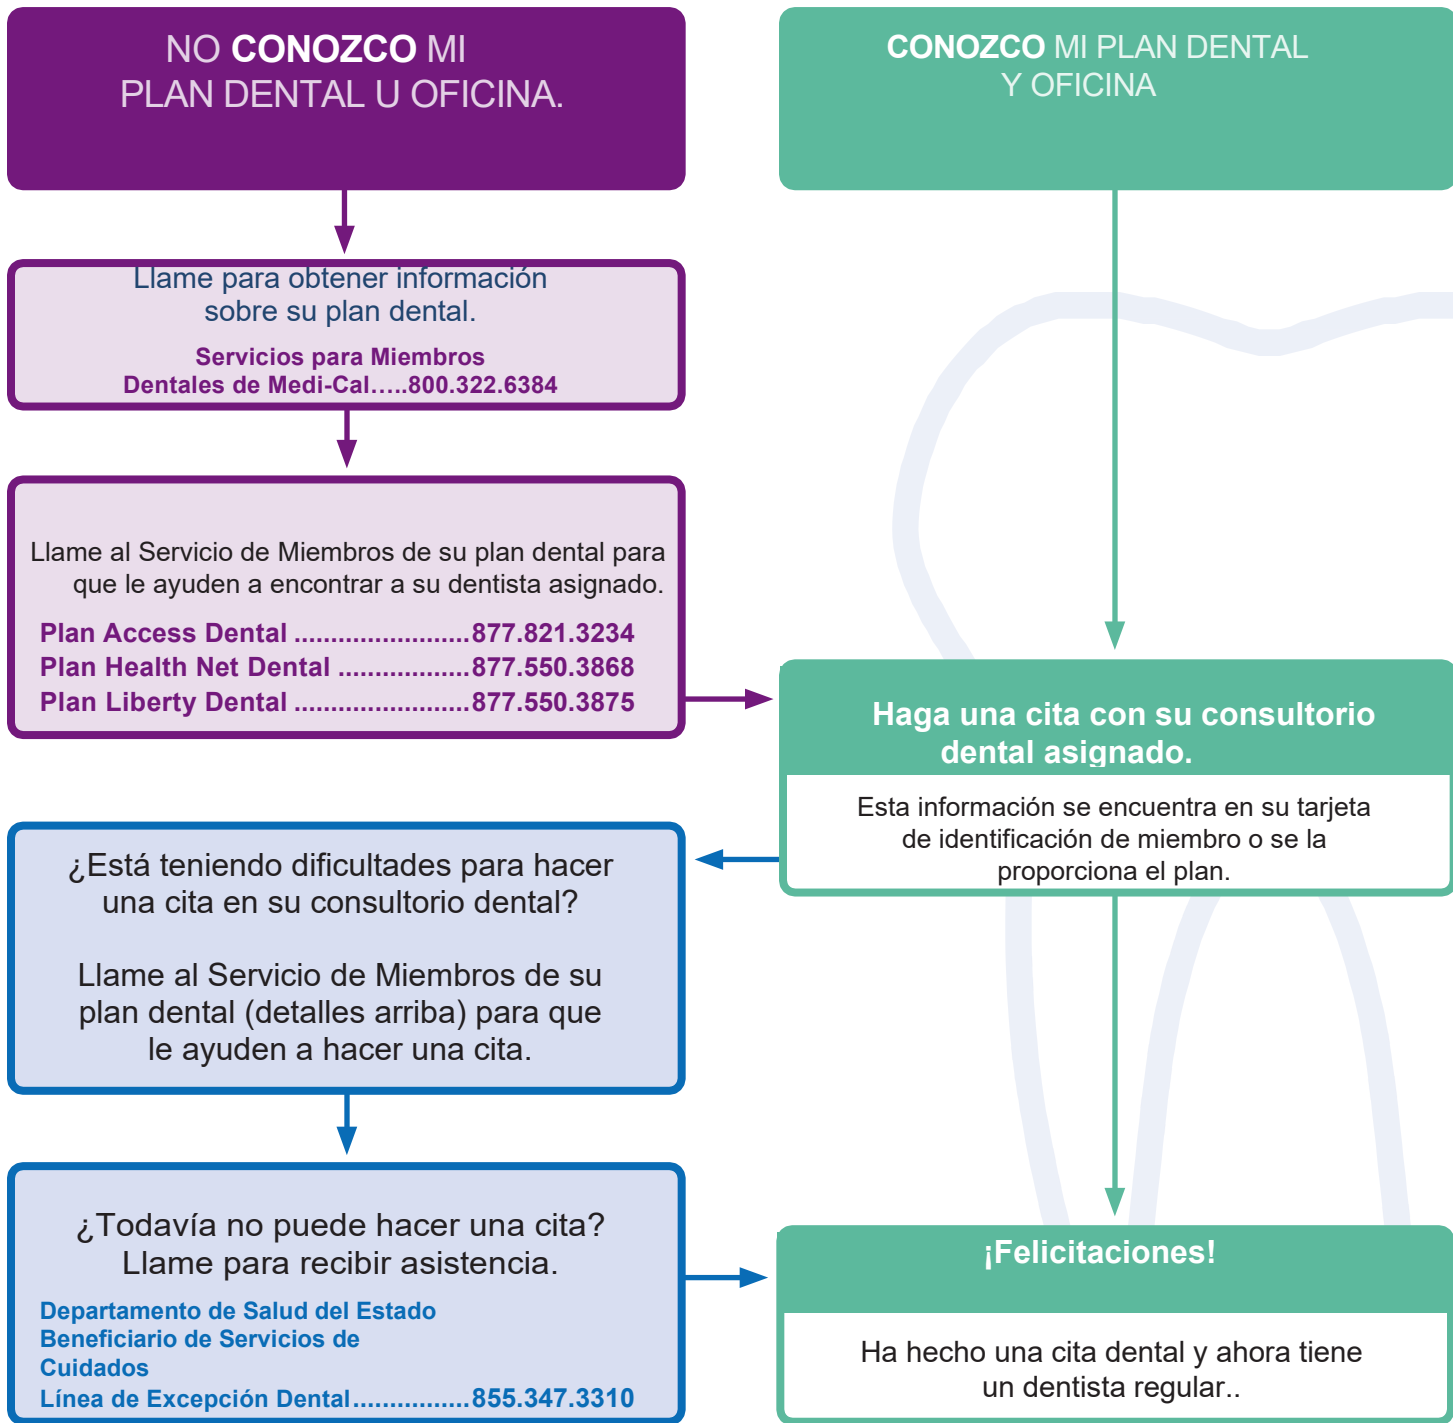 NO CONOZCO MI
PLAN DENTAL U OFICINA.
CONOZCO MI PLAN DENTAL
Y OFICINA
Llame para obtener información
sobre su plan dental.
Servicios para Miembros
Dentales de Medi-Cal.....800.322.6384
Llame al Servicio de Miembros de su plan dental para
que le ayuden a encontrar a su dentista asignado.
Plan Access Dental ........................877.821.3234
Plan Health Net Dental ..................877.550.3868
Plan Liberty Dental ........................877.550.3875
Haga una cita con su consultorio
dental asignado.
Esta información se encuentra en su tarjeta
de identificación de miembro o se la
proporciona el plan.
¿Está teniendo dificultades para hacer
una cita en su consultorio dental?
Llame al Servicio de Miembros de su
plan dental (detalles arriba) para que
le ayuden a hacer una cita.
¿Todavía no puede hacer una cita?
Llame para recibir asistencia.
Departamento de Salud del Estado
Beneficiario de Servicios de
Cuidados
Línea de Excepción Dental................855.347.3310
¡Felicitaciones!
Ha hecho una cita dental y ahora tiene
un dentista regular..